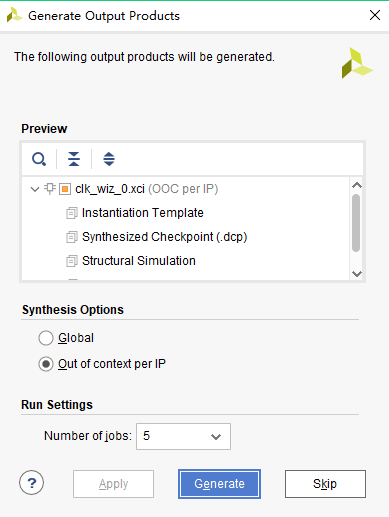 Generate Output Products
The following output products will be generated.
Preview
clk_wiz_0.xci (OOC per IP)
Instantiation Template
Synthesized Checkpoint (.dcp)
Structural Simulation
Synthesis Options
Global
Out of context per IP
Run Settings
Number of jobs: 5
? Apply Generate Skip